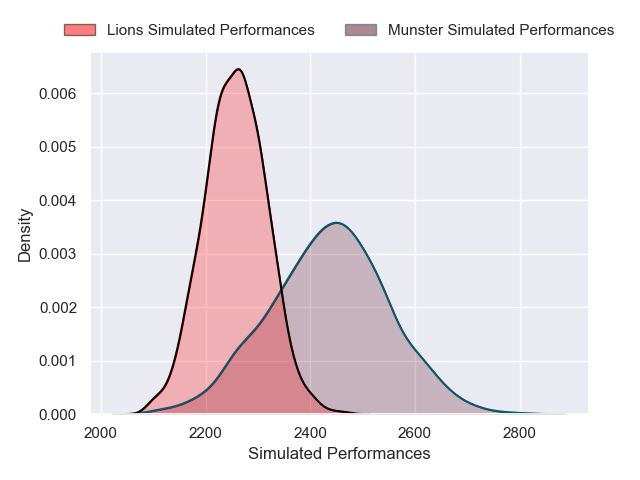 Lions Simulated Performances Munster Simulated Performances
0.006
0.005
0.004
0.003
0.002
0.001
0.000
Density
2000 2200 2400 2600 2800
Simulated Performances